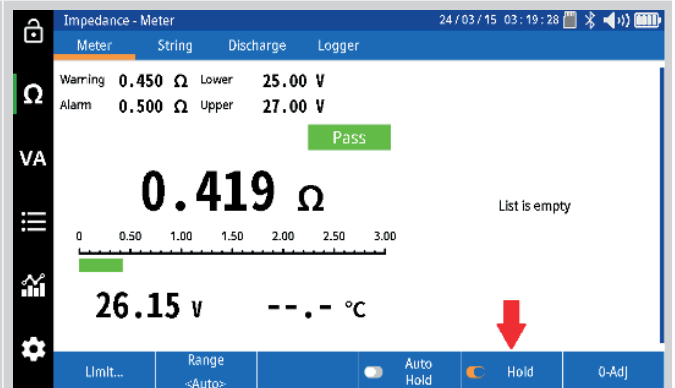 Impedance - Meter 24/03/15 03:19:28
Meter String Discharge Logger
Warning 0.450 Ω Lower 25.00 V
Alarm 0.500 Ω Upper 27.00 V
Pass
Ω
VA
0.419 Ω
List is empty
0 0.50 1.00 1.50 2.00 2.50 3.00
26.15 V --.- °C
Limit... Range <Auto> Auto Hold Hold 0-Adj